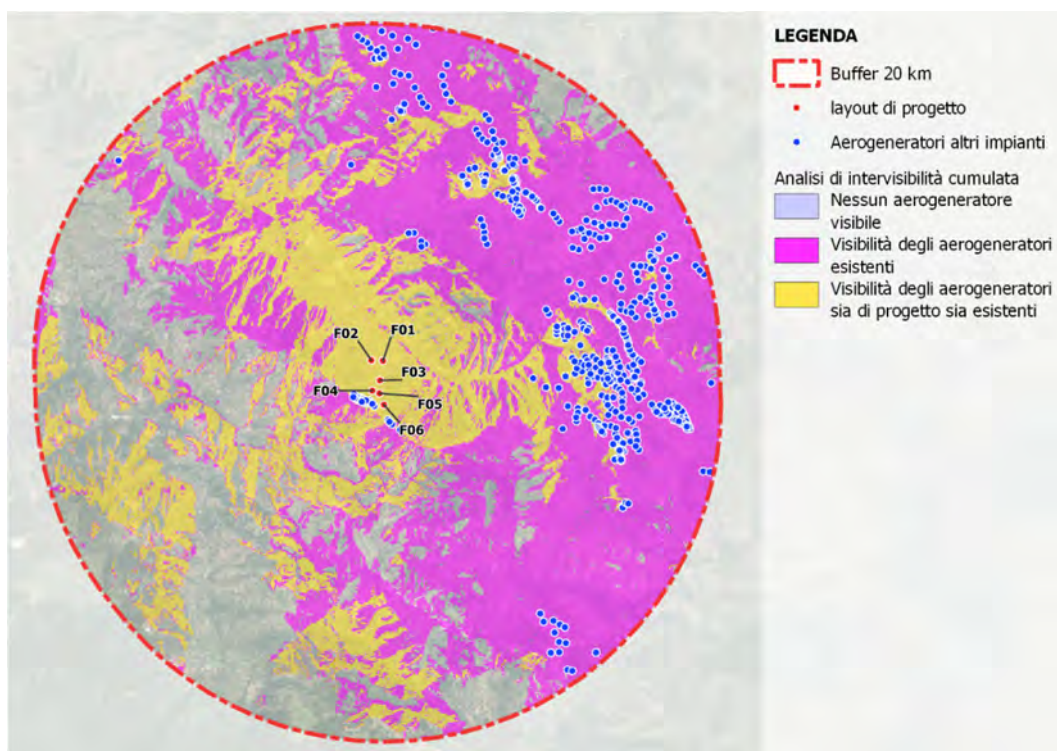 LEGENDA
Buffer 20 km
layout di progetto
Aerogeneratori altri impianti
Analisi di intervisibilità cumulata
Nessun aerogeneratore
visibile
Visibilità degli aerogeneratori
esistenti
Visibilità degli aerogeneratori
sia di progetto sia esistenti
F02
F01
F03
F04
F05
F06